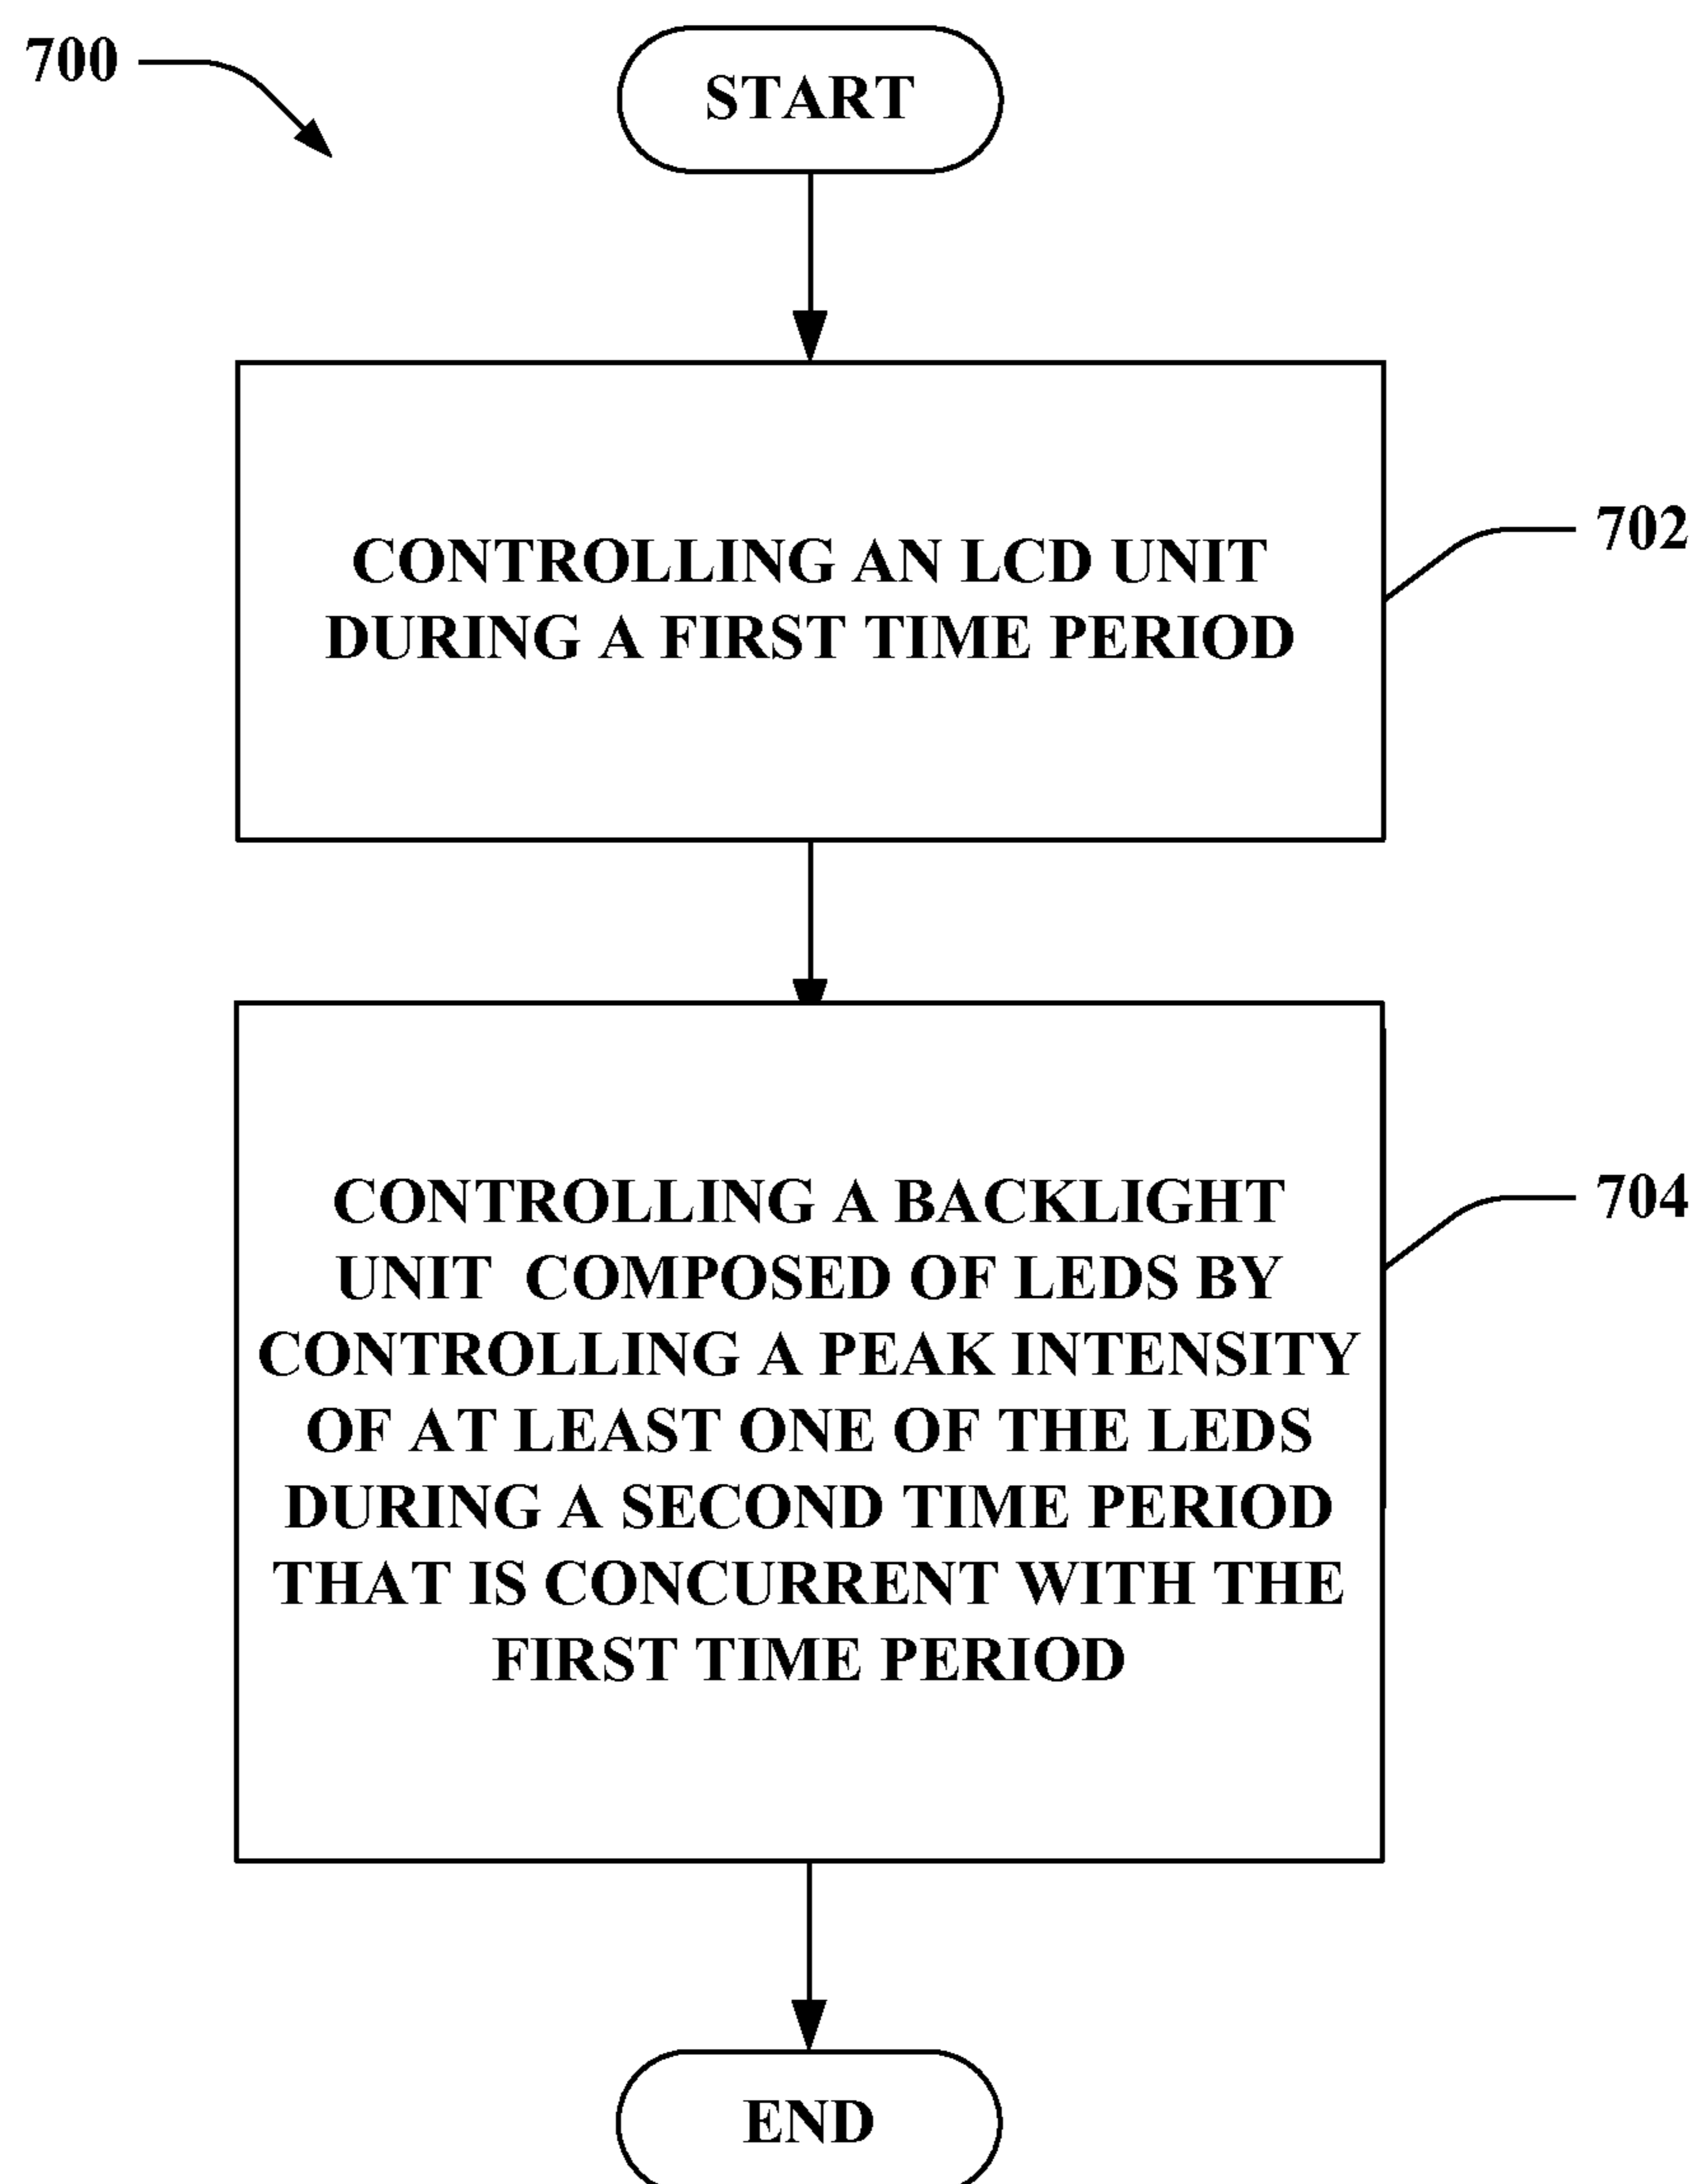 700
START
CONTROLLING AN LCD UNIT
DURING A FIRST TIME PERIOD
702
CONTROLLING A BACKLIGHT
UNIT COMPOSED OF LEDS BY
CONTROLLING A PEAK INTENSITY
OF AT LEAST ONE OF THE LEDS
DURING A SECOND TIME PERIOD
THAT IS CONCURRENT WITH THE
FIRST TIME PERIOD
704
END